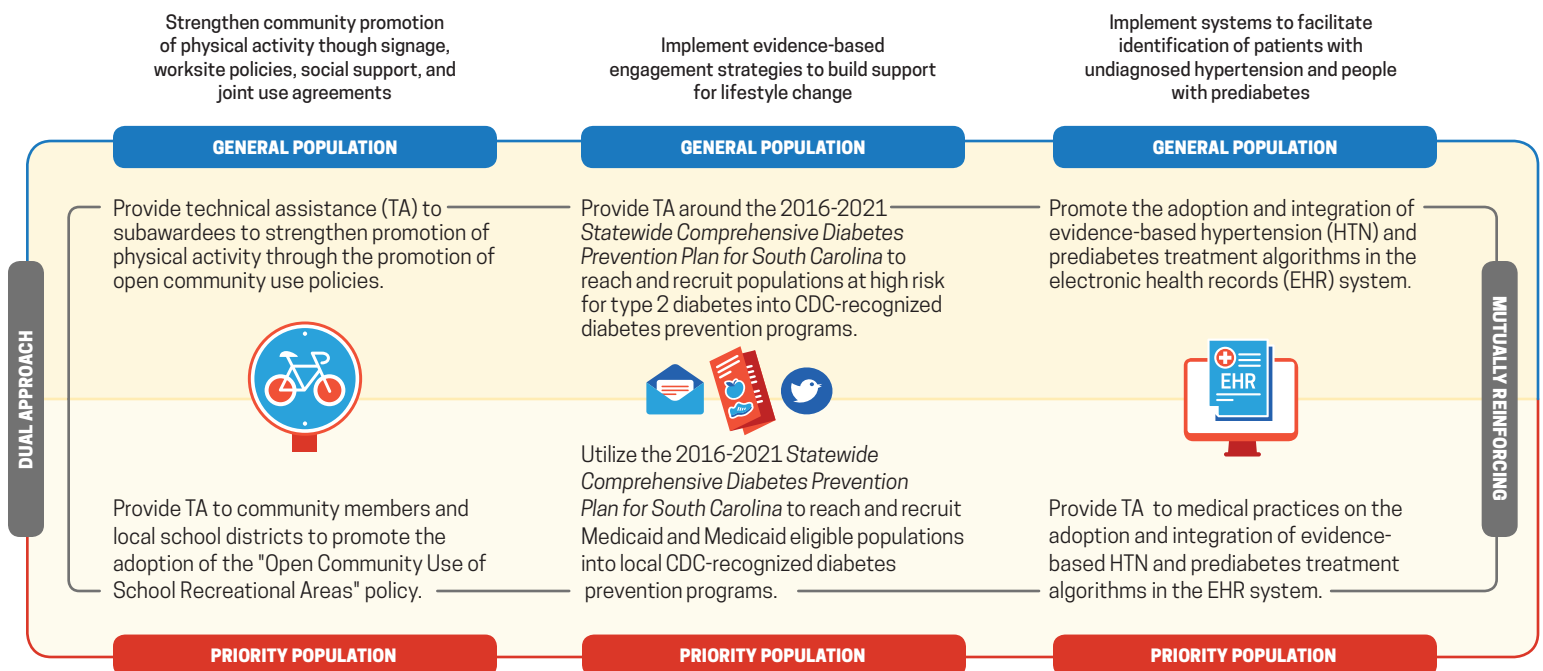 Strengthen community promotion
of physical activity though signage,
worksite policies, social support, and
joint use agreements
Implement evidence-based
engagement strategies to build support
for lifestyle change
Implement systems to facilitate
identification of patients with
undiagnosed hypertension and people
with prediabetes
GENERAL POPULATION
GENERAL POPULATION
GENERAL POPULATION
DUAL APPROACH
Provide technical assistance (TA) to
subawardees to strengthen promotion of
physical activity through the promotion of
open community use policies.
Provide TA around the 2016-2021
Statewide Comprehensive Diabetes
Prevention Plan for South Carolina to
reach and recruit populations at high risk
for type 2 diabetes into CDC-recognized
diabetes prevention programs.
Promote the adoption and integration of
evidence-based hypertension (HTN) and
prediabetes treatment algorithms in the
electronic health records (EHR) system.
EHR
MUTUALLY REINFORCING
Provide TA to community members and
local school districts to promote the
adoption of the "Open Community Use of
School Recreational Areas" policy.
Utilize the 2016-2021 Statewide
Comprehensive Diabetes Prevention
Plan for South Carolina to reach and recruit
Medicaid and Medicaid eligible populations
into local CDC-recognized diabetes
prevention programs.
Provide TA to medical practices on the
adoption and integration of evidence-
based HTN and prediabetes treatment
algorithms in the EHR system.
PRIORITY POPULATION
PRIORITY POPULATION
PRIORITY POPULATION